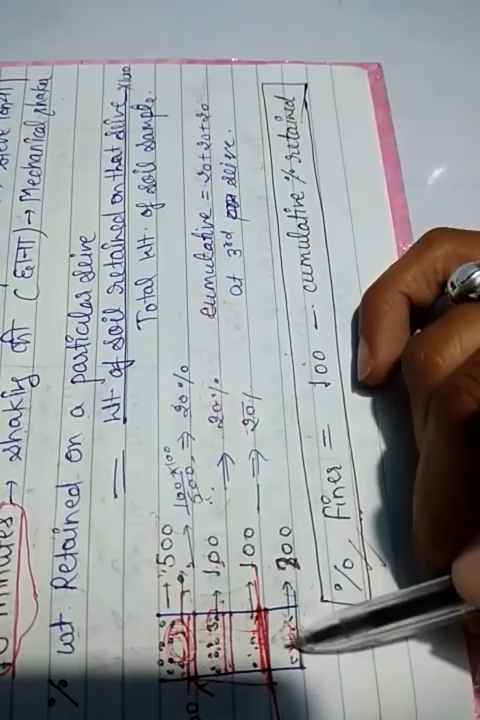 10 minutes → shaking की (छानना) → Mechanical shaker
% wt. Retained on a particular sieve
= wt of soil retained on that sieve × 100
Total wt. of soil sample.
→ 500 → 100×100/500 ⇒ 20%
→ 100 → 20%
→ 100 → 20%
→ 200
cumulative = 20+20+20
at 3rd sieve.
% finer = 100 - cumulative % retained